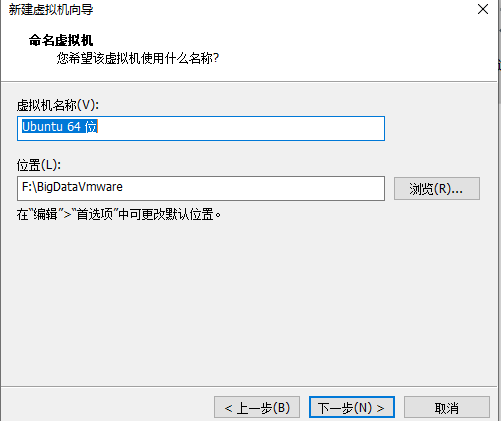 新建虚拟机向导
命名虚拟机
您希望该虚拟机使用什么名称?
虚拟机名称(V):
Ubuntu 64 位
位置(L):
F:\BigDataVmware
浏览(R)...
在“编辑”>“首选项”中可更改默认位置。
< 上一步(B)
下一步(N) >
取消